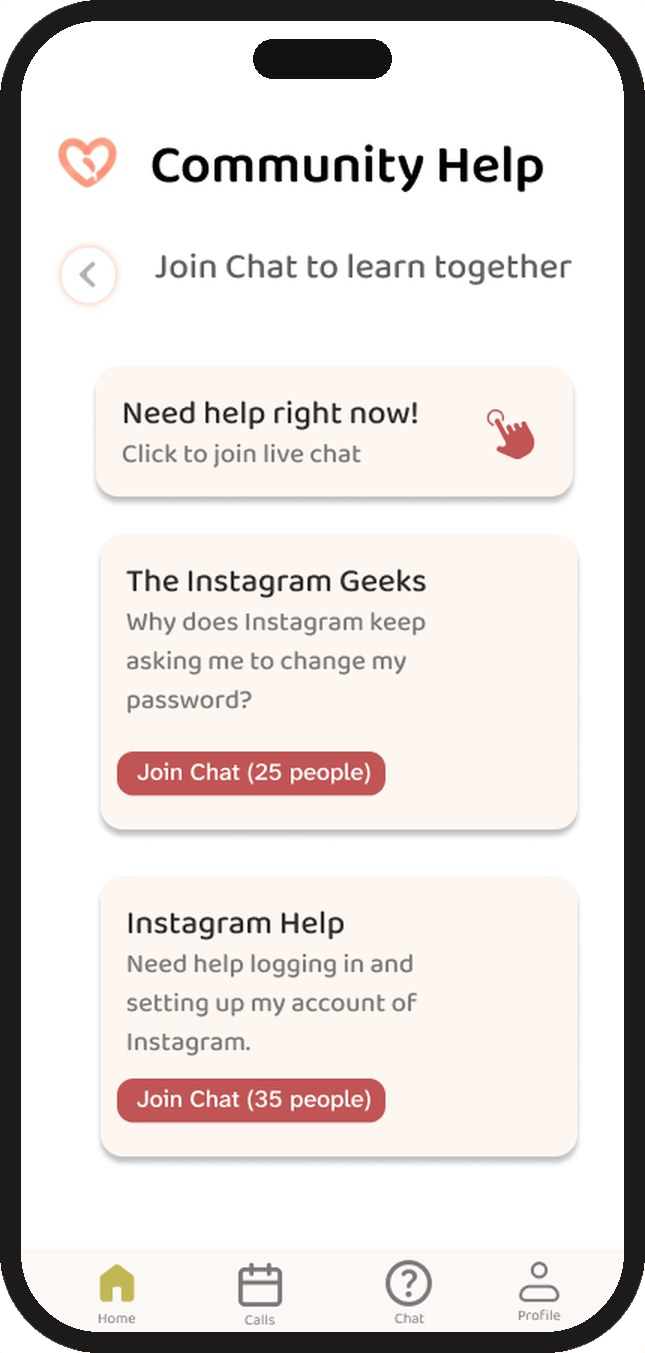 Community Help
Join Chat to learn together
Need help right now!
Click to join live chat
The Instagram Geeks
Why does Instagram keep
asking me to change my
password?
Join Chat (25 people)
Instagram Help
Need help logging in and
setting up my account of
Instagram.
Join Chat (35 people)
Home
Calls
Chat
Profile